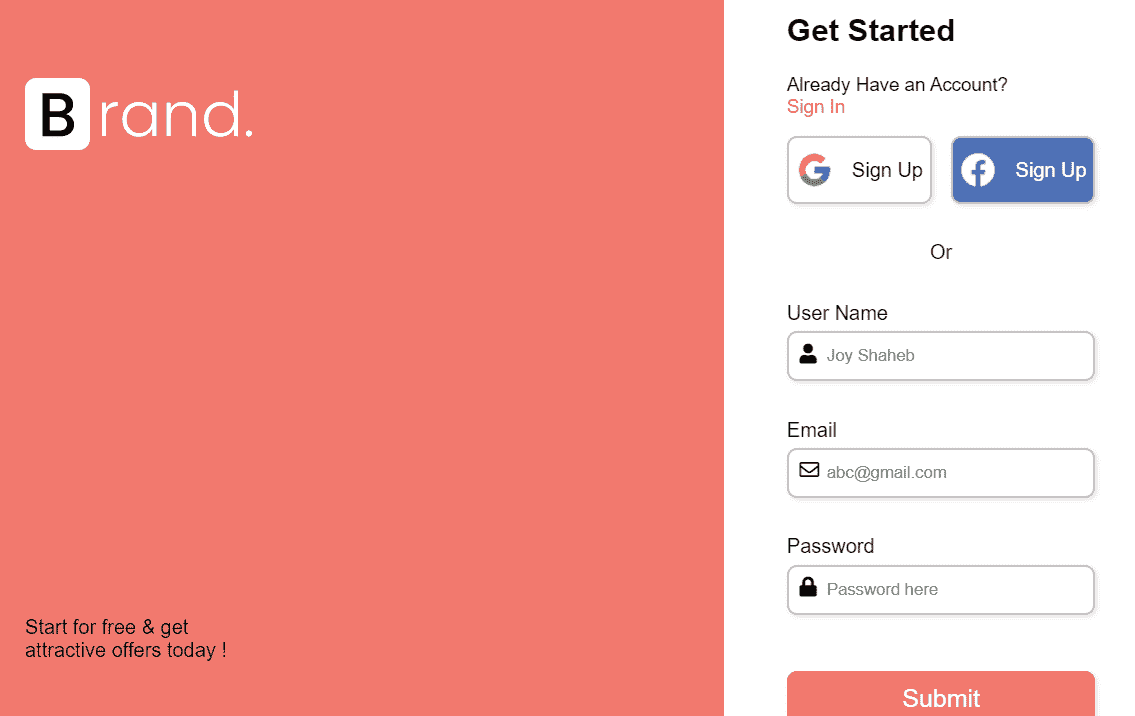 Brand.
Start for free & get
attractive offers today !
Get Started
Already Have an Account?
Sign In
Sign Up
Sign Up
Or
User Name
Joy Shaheb
Email
abc@gmail.com
Password
Password here
Submit